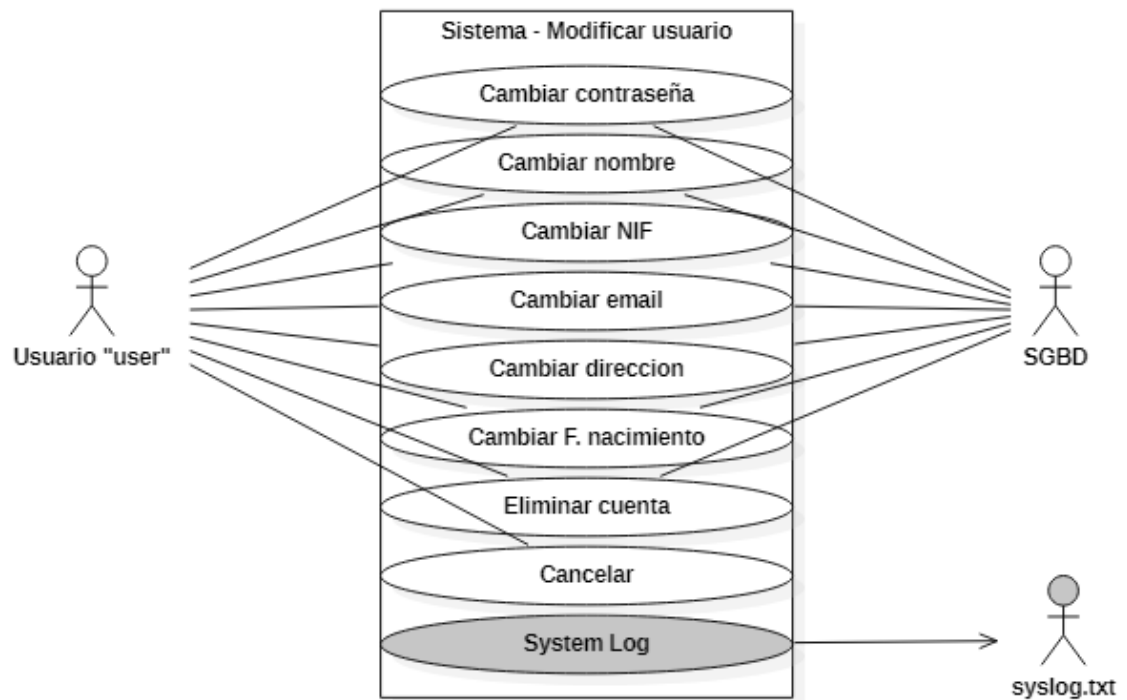 Sistema - Modificar usuario
Cambiar contraseña
Cambiar nombre
Cambiar NIF
Cambiar email
Cambiar direccion
Cambiar F. nacimiento
Eliminar cuenta
Cancelar
System Log
Usuario "user"
SGBD
syslog.txt